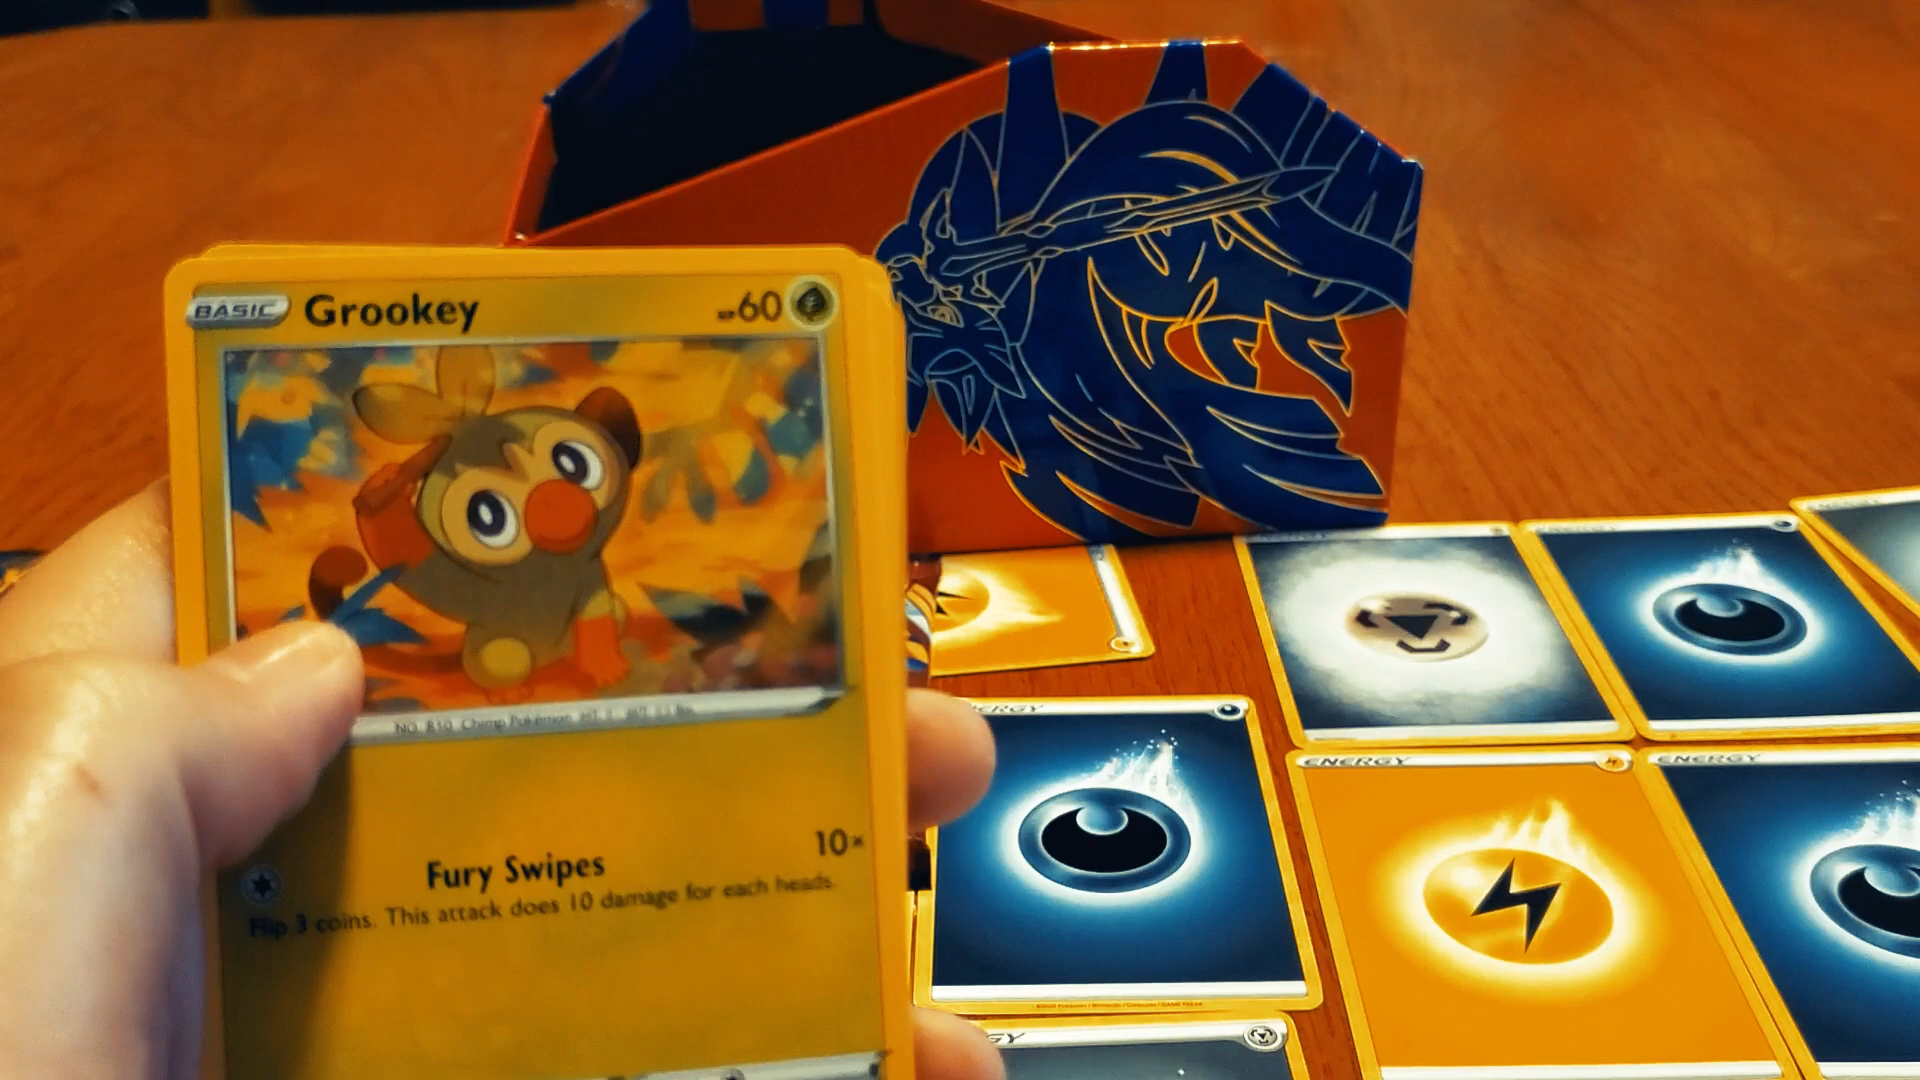 BASIC Grookey HP60
NO. 810 Chimp Pokémon HT
Fury Swipes 10×
Flip 3 coins. This attack does 10 damage for each heads.
ENERGY
ENERGY
ENERGY